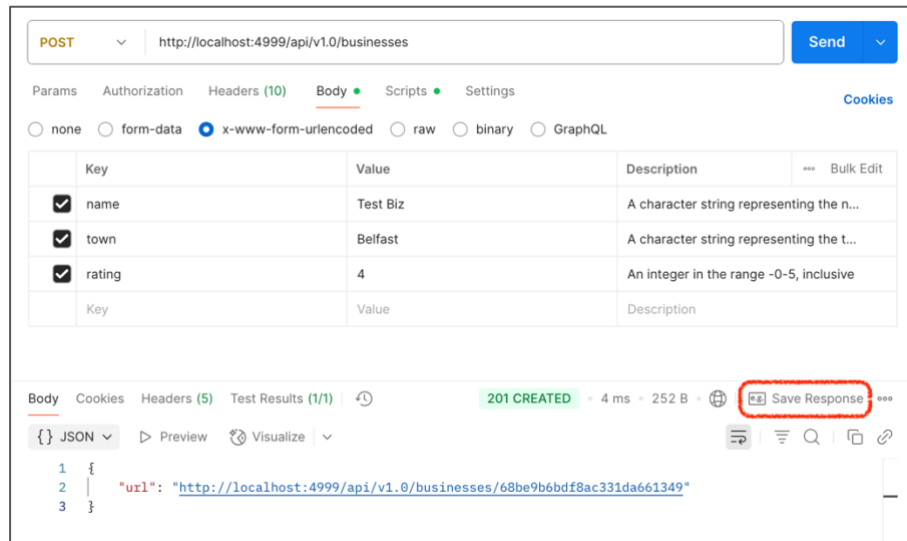 POST http://localhost:4999/api/v1.0/businesses Send
Params Authorization Headers (10) Body Scripts Settings
Cookies
none form-data x-www-form-urlencoded raw binary GraphQL
Key Value Description Bulk Edit
name Test Biz A character string representing the n...
town Belfast A character string representing the t...
rating 4 An integer in the range -0-5, inclusive
Key Value Description
Body Cookies Headers (5) Test Results (1/1) 201 CREATED 4 ms 252 B e.g. Save Response
{} JSON Preview Visualize
1 {
2 "url": "http://localhost:4999/api/v1.0/businesses/68be9b6bdf8ac331da661349"
3 }